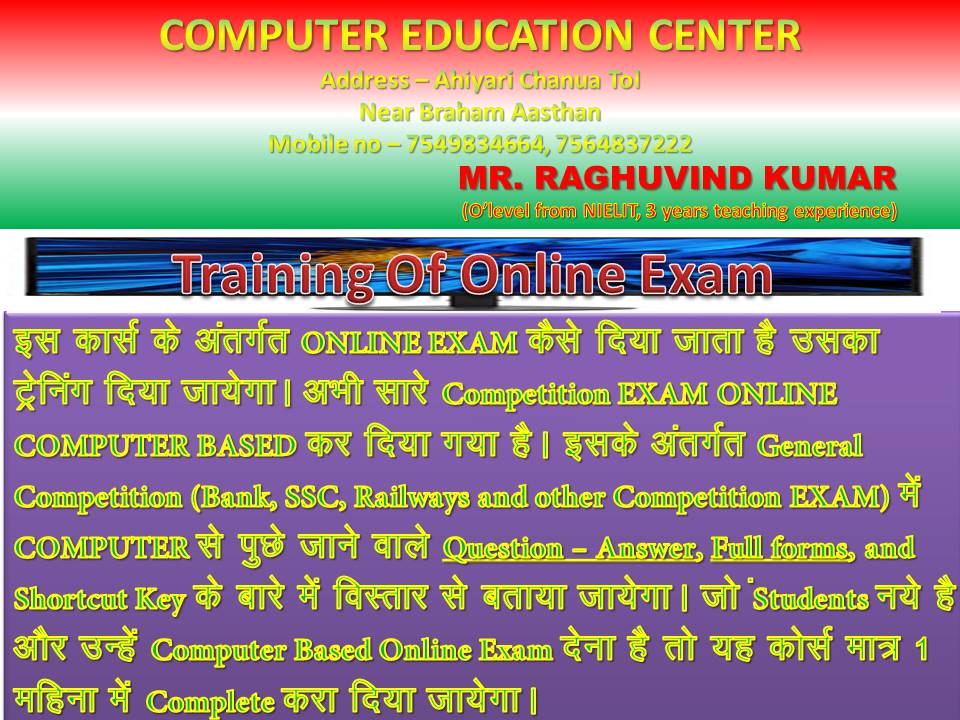 COMPUTER EDUCATION CENTER
Address – Ahiyari Chanua Tol
Near Braham Aasthan
Mobile no – 7549834664, 7564837222
MR. RAGHUVIND KUMAR
(O'level from NIELIT, 3 years teaching experience)
Training Of Online Exam
इस कार्स के अंतर्गत ONLINE EXAM कैसे दिया जाता है उसका
ट्रेनिंग दिया जायेगा। अभी सारे Competition EXAM ONLINE
COMPUTER BASED कर दिया गया है। इसके अंतर्गत General
Competition (Bank, SSC, Railways and other Competition EXAM) में
COMPUTER से पुछे जाने वाले Question – Answer, Full forms, and
Shortcut Key के बारे में विस्तार से बताया जायेगा। जों Students नये है
और उन्हें Computer Based Online Exam देना है तो यह कोर्स मात्र 1
महिना में Complete करा दिया जायेगा।